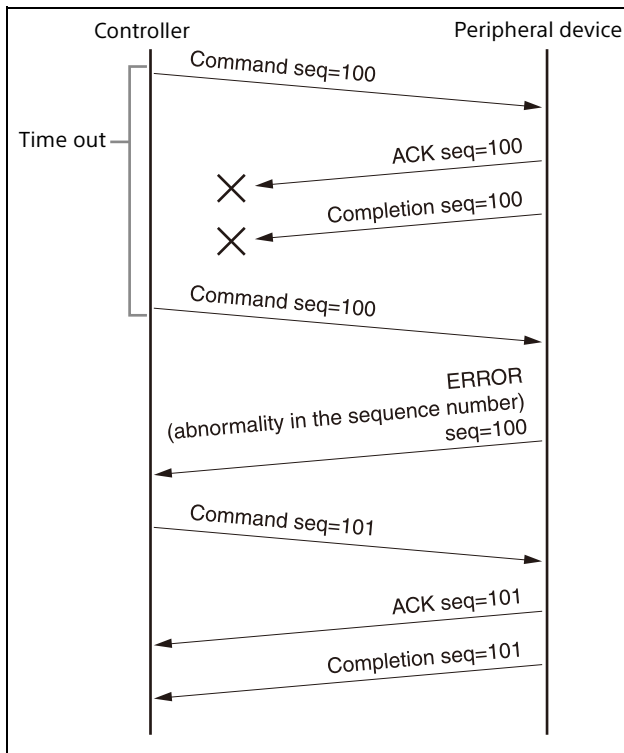 Controller
Peripheral device
Command seq=100
Time out
ACK seq=100
Completion seq=100
Command seq=100
ERROR
(abnormality in the sequence number)
seq=100
Command seq=101
ACK seq=101
Completion seq=101